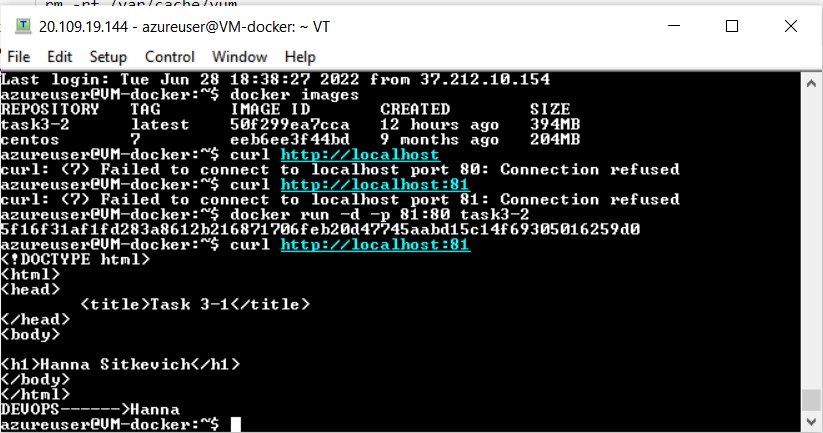 rm -rt /var/cache/yum
20.109.19.144 - azureuser@VM-docker: ~ VT
File Edit Setup Control Window Help
Last login: Tue Jun 28 18:38:27 2022 from 37.212.10.154
azureuser@VM-docker:~$ docker images
REPOSITORY TAG IMAGE ID CREATED SIZE
task3-2 latest 50f299ea7cca 12 hours ago 394MB
centos 7 eeb6ee3f44bd 9 months ago 204MB
azureuser@VM-docker:~$ curl http://localhost
curl: (7) Failed to connect to localhost port 80: Connection refused
azureuser@VM-docker:~$ curl http://localhost:81
curl: (7) Failed to connect to localhost port 81: Connection refused
azureuser@VM-docker:~$ docker run -d -p 81:80 task3-2
5f16f31af1fd283a8612b216871706feb20d47745aabd15c14f69305016259d0
azureuser@VM-docker:~$ curl http://localhost:81
<!DOCTYPE html>
<html>
<head>
<title>Task 3-1</title>
</head>
<body>
<h1>Hanna Sitkevich</h1>
</body>
</html>
DEVOPS------>Hanna
azureuser@VM-docker:~$